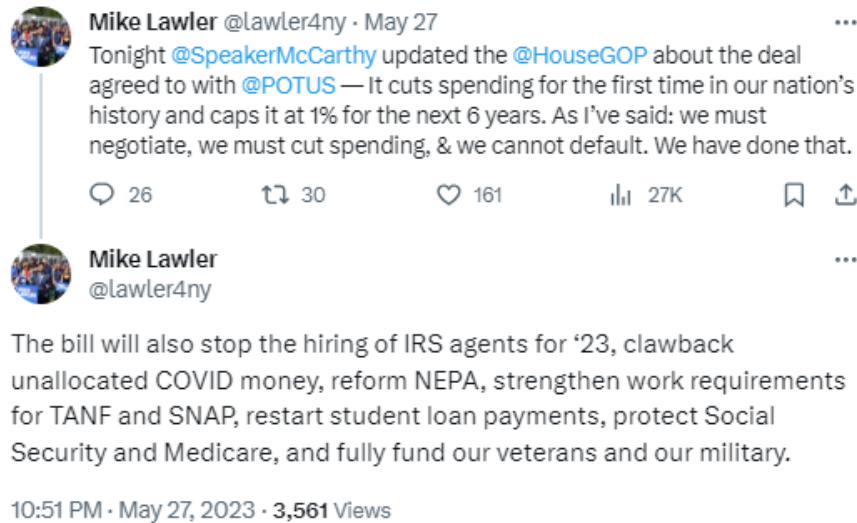 Mike Lawler @lawler4ny · May 27
Tonight @SpeakerMcCarthy updated the @HouseGOP about the deal
agreed to with @POTUS — It cuts spending for the first time in our nation's
history and caps it at 1% for the next 6 years. As I've said: we must
negotiate, we must cut spending, & we cannot default. We have done that.
26 30 161 27K
Mike Lawler
@lawler4ny
The bill will also stop the hiring of IRS agents for ‘23, clawback
unallocated COVID money, reform NEPA, strengthen work requirements
for TANF and SNAP, restart student loan payments, protect Social
Security and Medicare, and fully fund our veterans and our military.
10:51 PM · May 27, 2023 · 3,561 Views